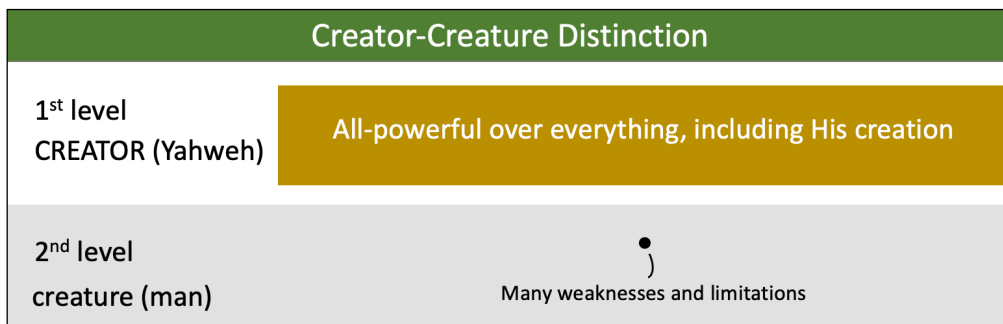 Creator-Creature Distinction
1st level
CREATOR (Yahweh)
All-powerful over everything, including His creation
2nd level
creature (man)
Many weaknesses and limitations